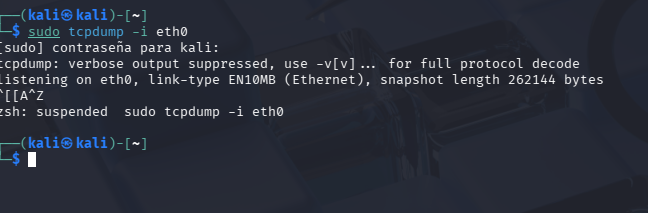 ┌──(kali㉿kali)-[~]
└─$ sudo tcpdump -i eth0
[sudo] contraseña para kali:
tcpdump: verbose output suppressed, use -v[v]... for full protocol decode
listening on eth0, link-type EN10MB (Ethernet), snapshot length 262144 bytes
^[[A^Z
zsh: suspended  sudo tcpdump -i eth0
┌──(kali㉿kali)-[~]
└─$